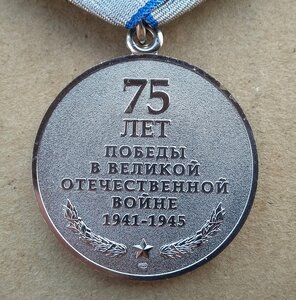 75
ЛЕТ
ПОБЕДЫ
В ВЕЛИКОЙ
ОТЕЧЕСТВЕННОЙ
ВОЙНЕ
1941-1945